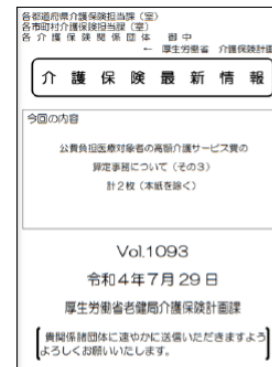 各都道府県介護保険担当課(室)
各市町村介護保険担当課(室)
各介護保険関係団体 御中
← 厚生労働省 介護保険計画
介護保険最新情報
今回の内容
公費負担医療対象者の高額介護サービス費の
算定事務について(その3)
計2枚(本紙を除く)
Vol.1093
令和4年7月29日
厚生労働省老健局介護保険計画課
貴関係諸団体に速やかに送信いただきますよう
よろしくお願いいたします。